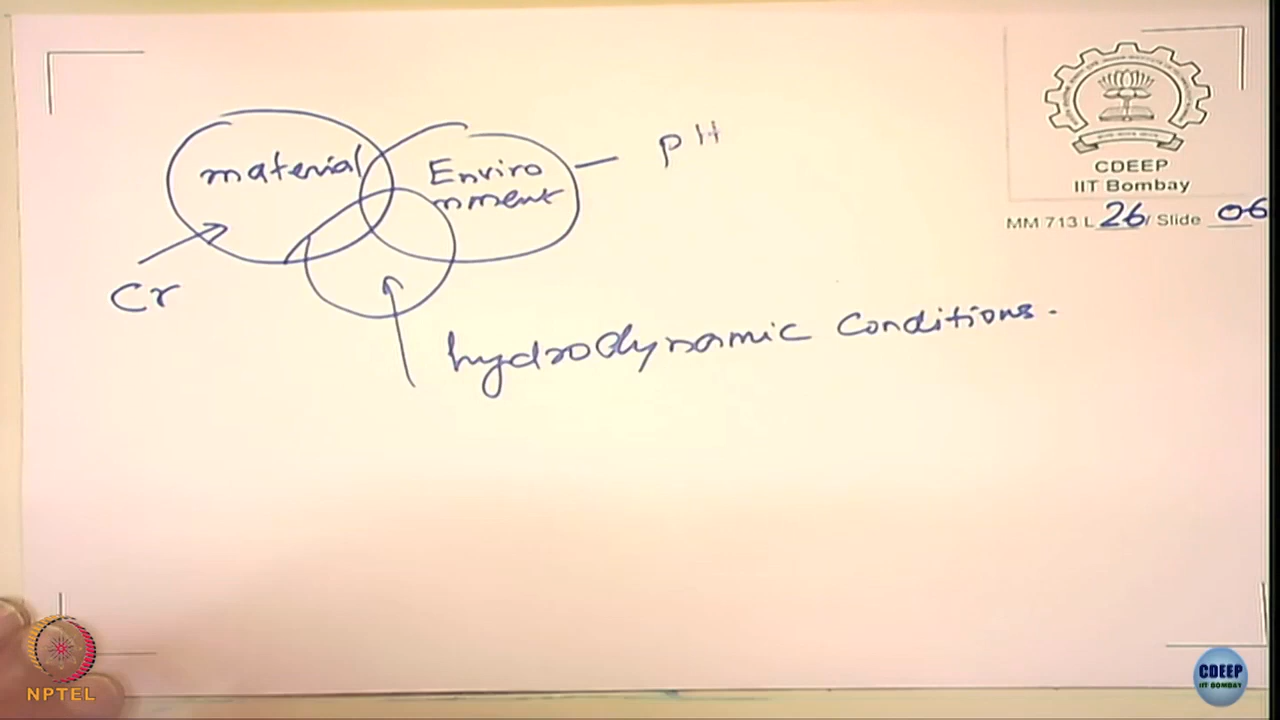 material
Enviro
nment
pH
Cr
hydrodynamic Conditions.
CDEEP
IIT Bombay
MM 713 L 26 / Slide 06
NPTEL
CDEEP
IIT BOMBAY